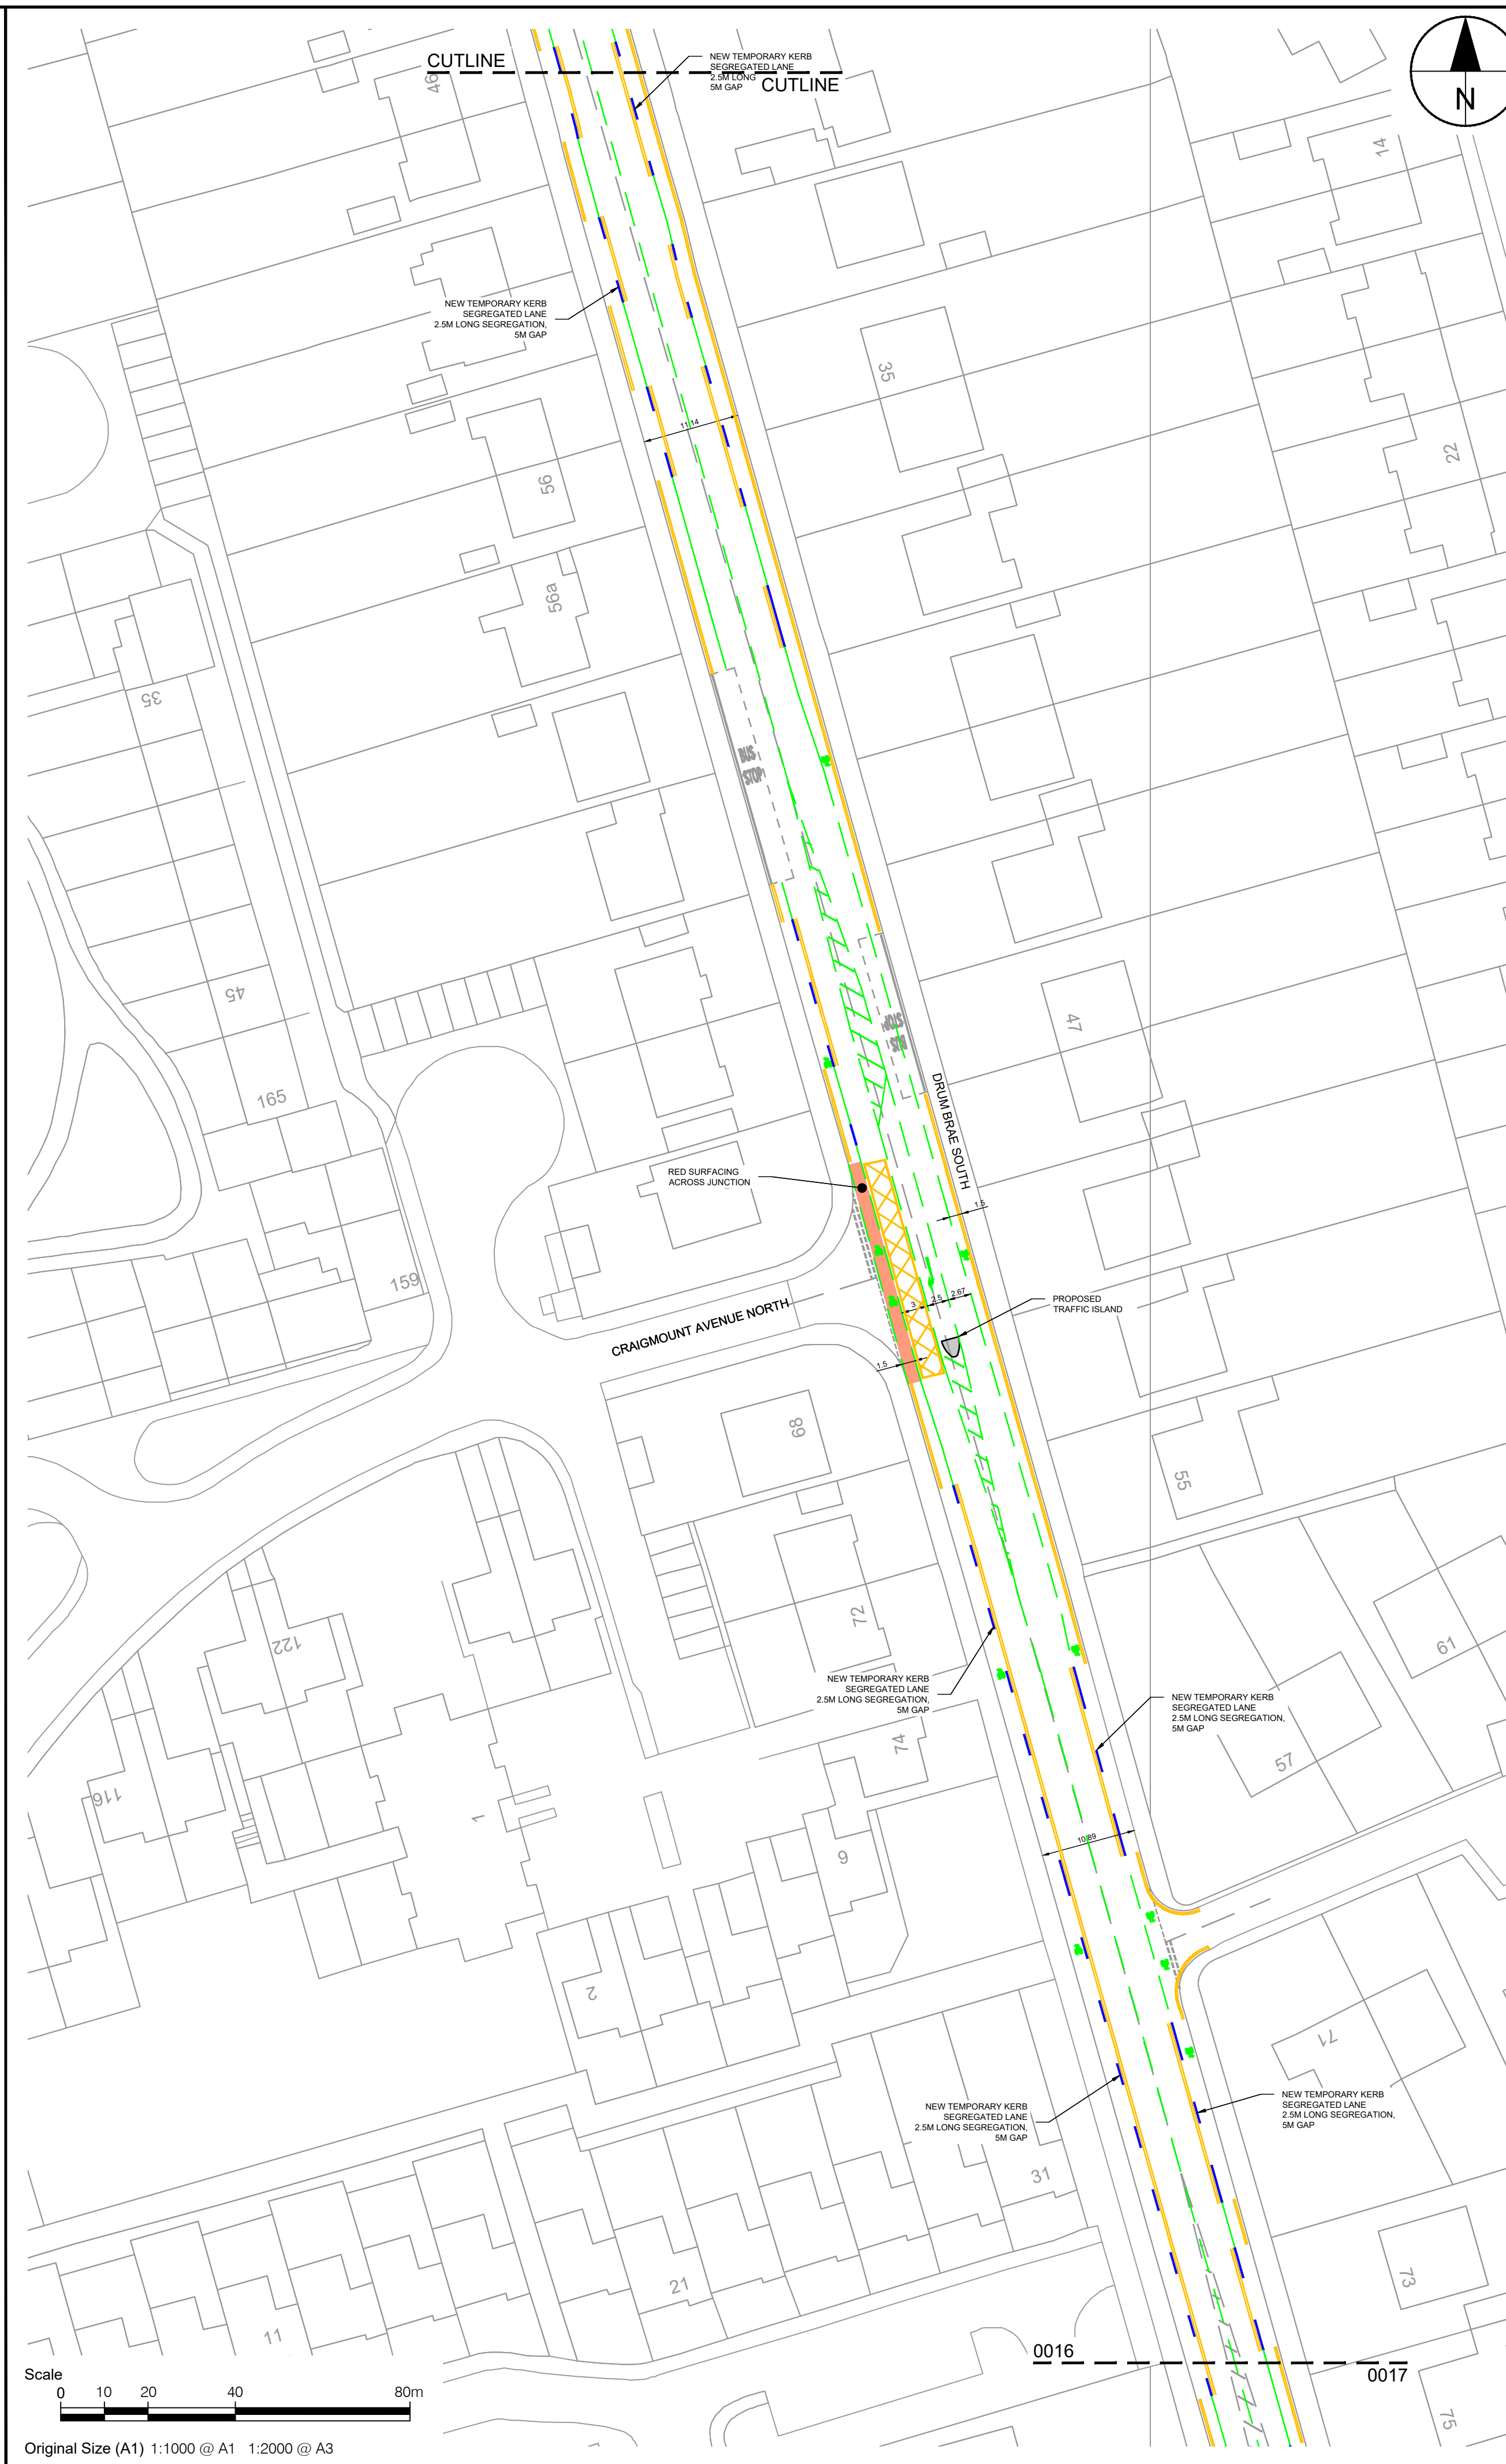 CUTLINE
NEW TEMPORARY KERB
SEGREGATED LANE
2.5M LONG
5M GAP
CUTLINE
N
46
14
NEW TEMPORARY KERB
SEGREGATED LANE
2.5M LONG SEGREGATION,
5M GAP
35
11.14
22
56
56a
35
BUS
STOP
45
47
BUS
STOP
165
DRUM BRAE SOUTH
RED SURFACING
ACROSS JUNCTION
1.5
159
3
2.5
2.67
PROPOSED
TRAFFIC ISLAND
CRAIGMOUNT AVENUE NORTH
1.5
68
55
72
122
61
NEW TEMPORARY KERB
SEGREGATED LANE
2.5M LONG SEGREGATION,
5M GAP
NEW TEMPORARY KERB
SEGREGATED LANE
2.5M LONG SEGREGATION,
5M GAP
74
57
116
1
10.89
6
2
71
NEW TEMPORARY KERB
SEGREGATED LANE
2.5M LONG SEGREGATION,
5M GAP
NEW TEMPORARY KERB
SEGREGATED LANE
2.5M LONG SEGREGATION,
5M GAP
31
21
73
11
0016
0017
75
Scale
0 10 20 40 80m
Original Size (A1) 1:1000 @ A1 1:2000 @ A3